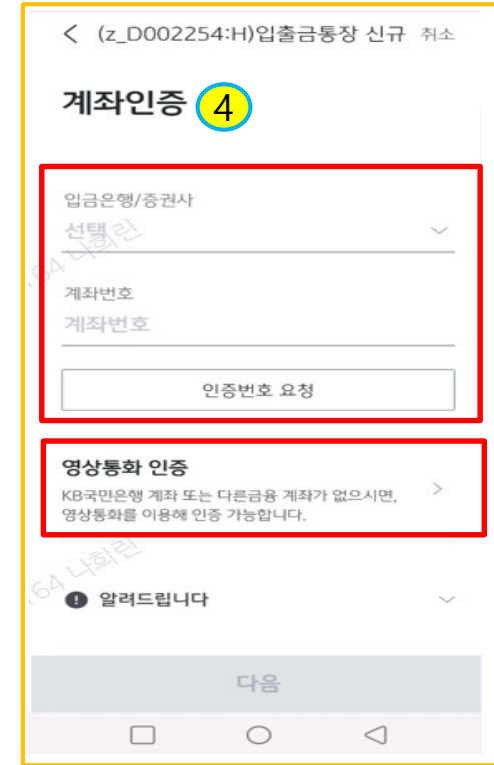 (z_D002254:H)입출금통장 신규 취소
계좌인증 4
입금은행/증권사
선택
계좌번호
계좌번호
인증번호 요청
영상통화 인증
KB국민은행 계좌 또는 다른금융 계좌가 없으시면,
영상통화를 이용해 인증 가능합니다.
164 나희린
알려드립니다
다음